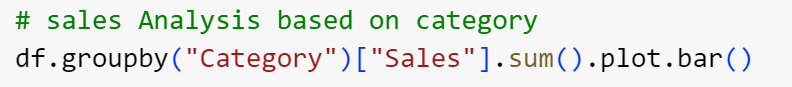 # sales Analysis based on category
df.groupby("Category")["Sales"].sum().plot.bar()